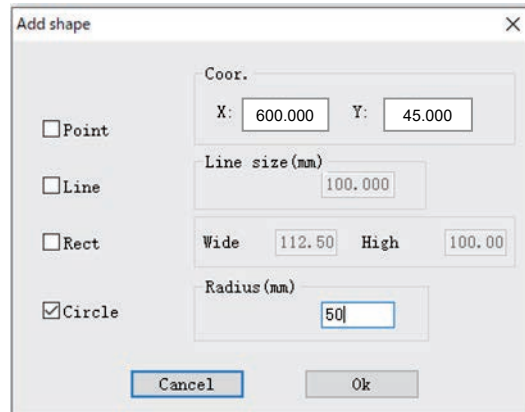 Add shape
Coor.
X: 600.000 Y: 45.000
Point
Line size(mm)
Line 100.000
Rect Wide 112.50 High 100.00
Radius(mm)
Circle 50
Cancel Ok